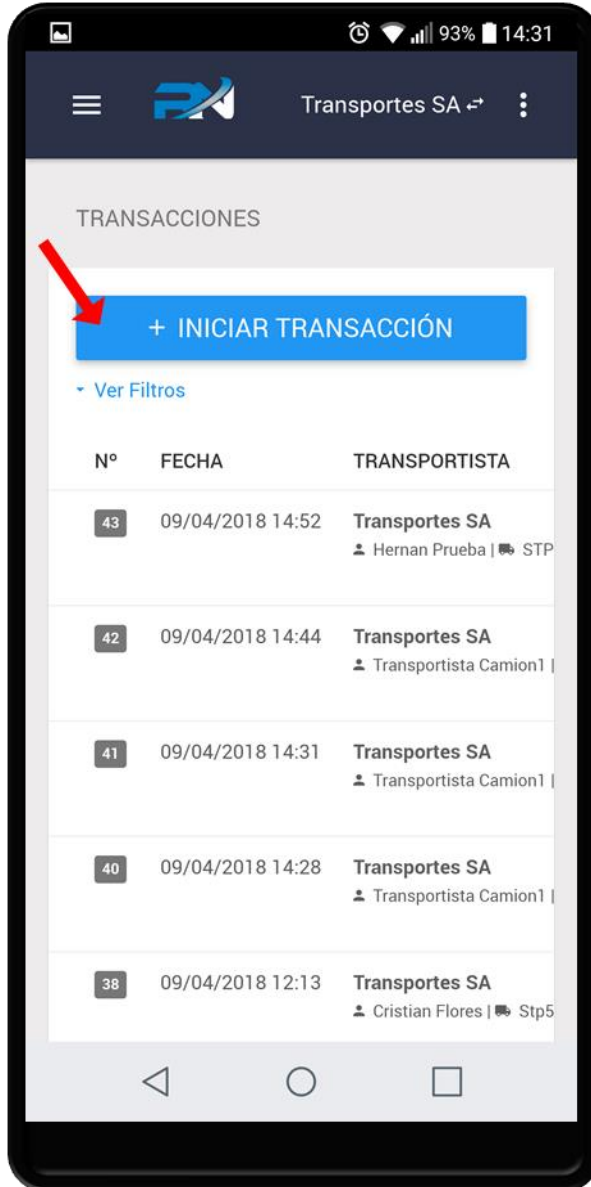 93% 14:31
PN Transportes SA
TRANSACCIONES
+ INICIAR TRANSACCIÓN
Ver Filtros
Nº FECHA TRANSPORTISTA
43 09/04/2018 14:52 Transportes SA
Hernan Prueba | STP
42 09/04/2018 14:44 Transportes SA
Transportista Camion1 |
41 09/04/2018 14:31 Transportes SA
Transportista Camion1 |
40 09/04/2018 14:28 Transportes SA
Transportista Camion1 |
38 09/04/2018 12:13 Transportes SA
Cristian Flores | Stp5